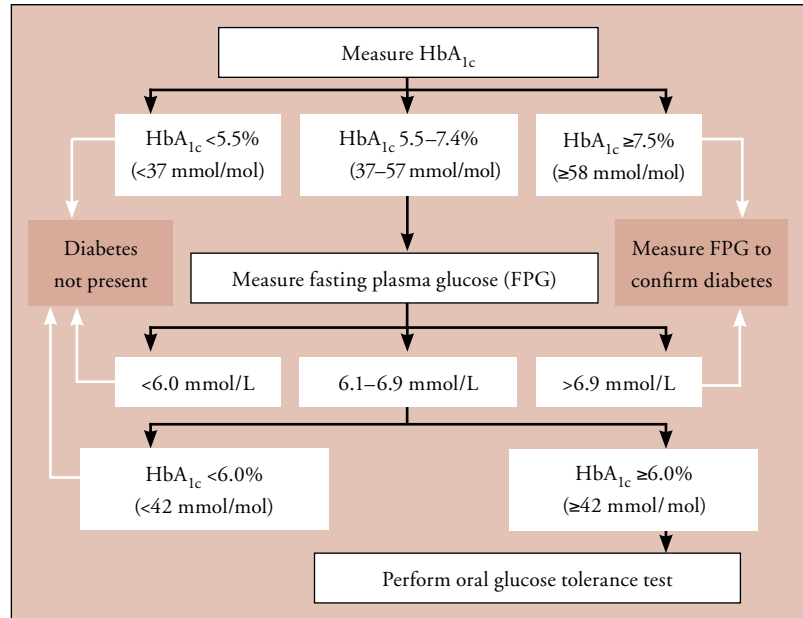 Measure HbA1c
HbA1c <5.5%
(<37 mmol/mol)
HbA1c 5.5–7.4%
(37–57 mmol/mol)
HbA1c ≥7.5%
(≥58 mmol/mol)
Diabetes
not present
Measure FPG to
confirm diabetes
Measure fasting plasma glucose (FPG)
<6.0 mmol/L
6.1–6.9 mmol/L
>6.9 mmol/L
HbA1c <6.0%
(<42 mmol/mol)
HbA1c ≥6.0%
(≥42 mmol/mol)
Perform oral glucose tolerance test